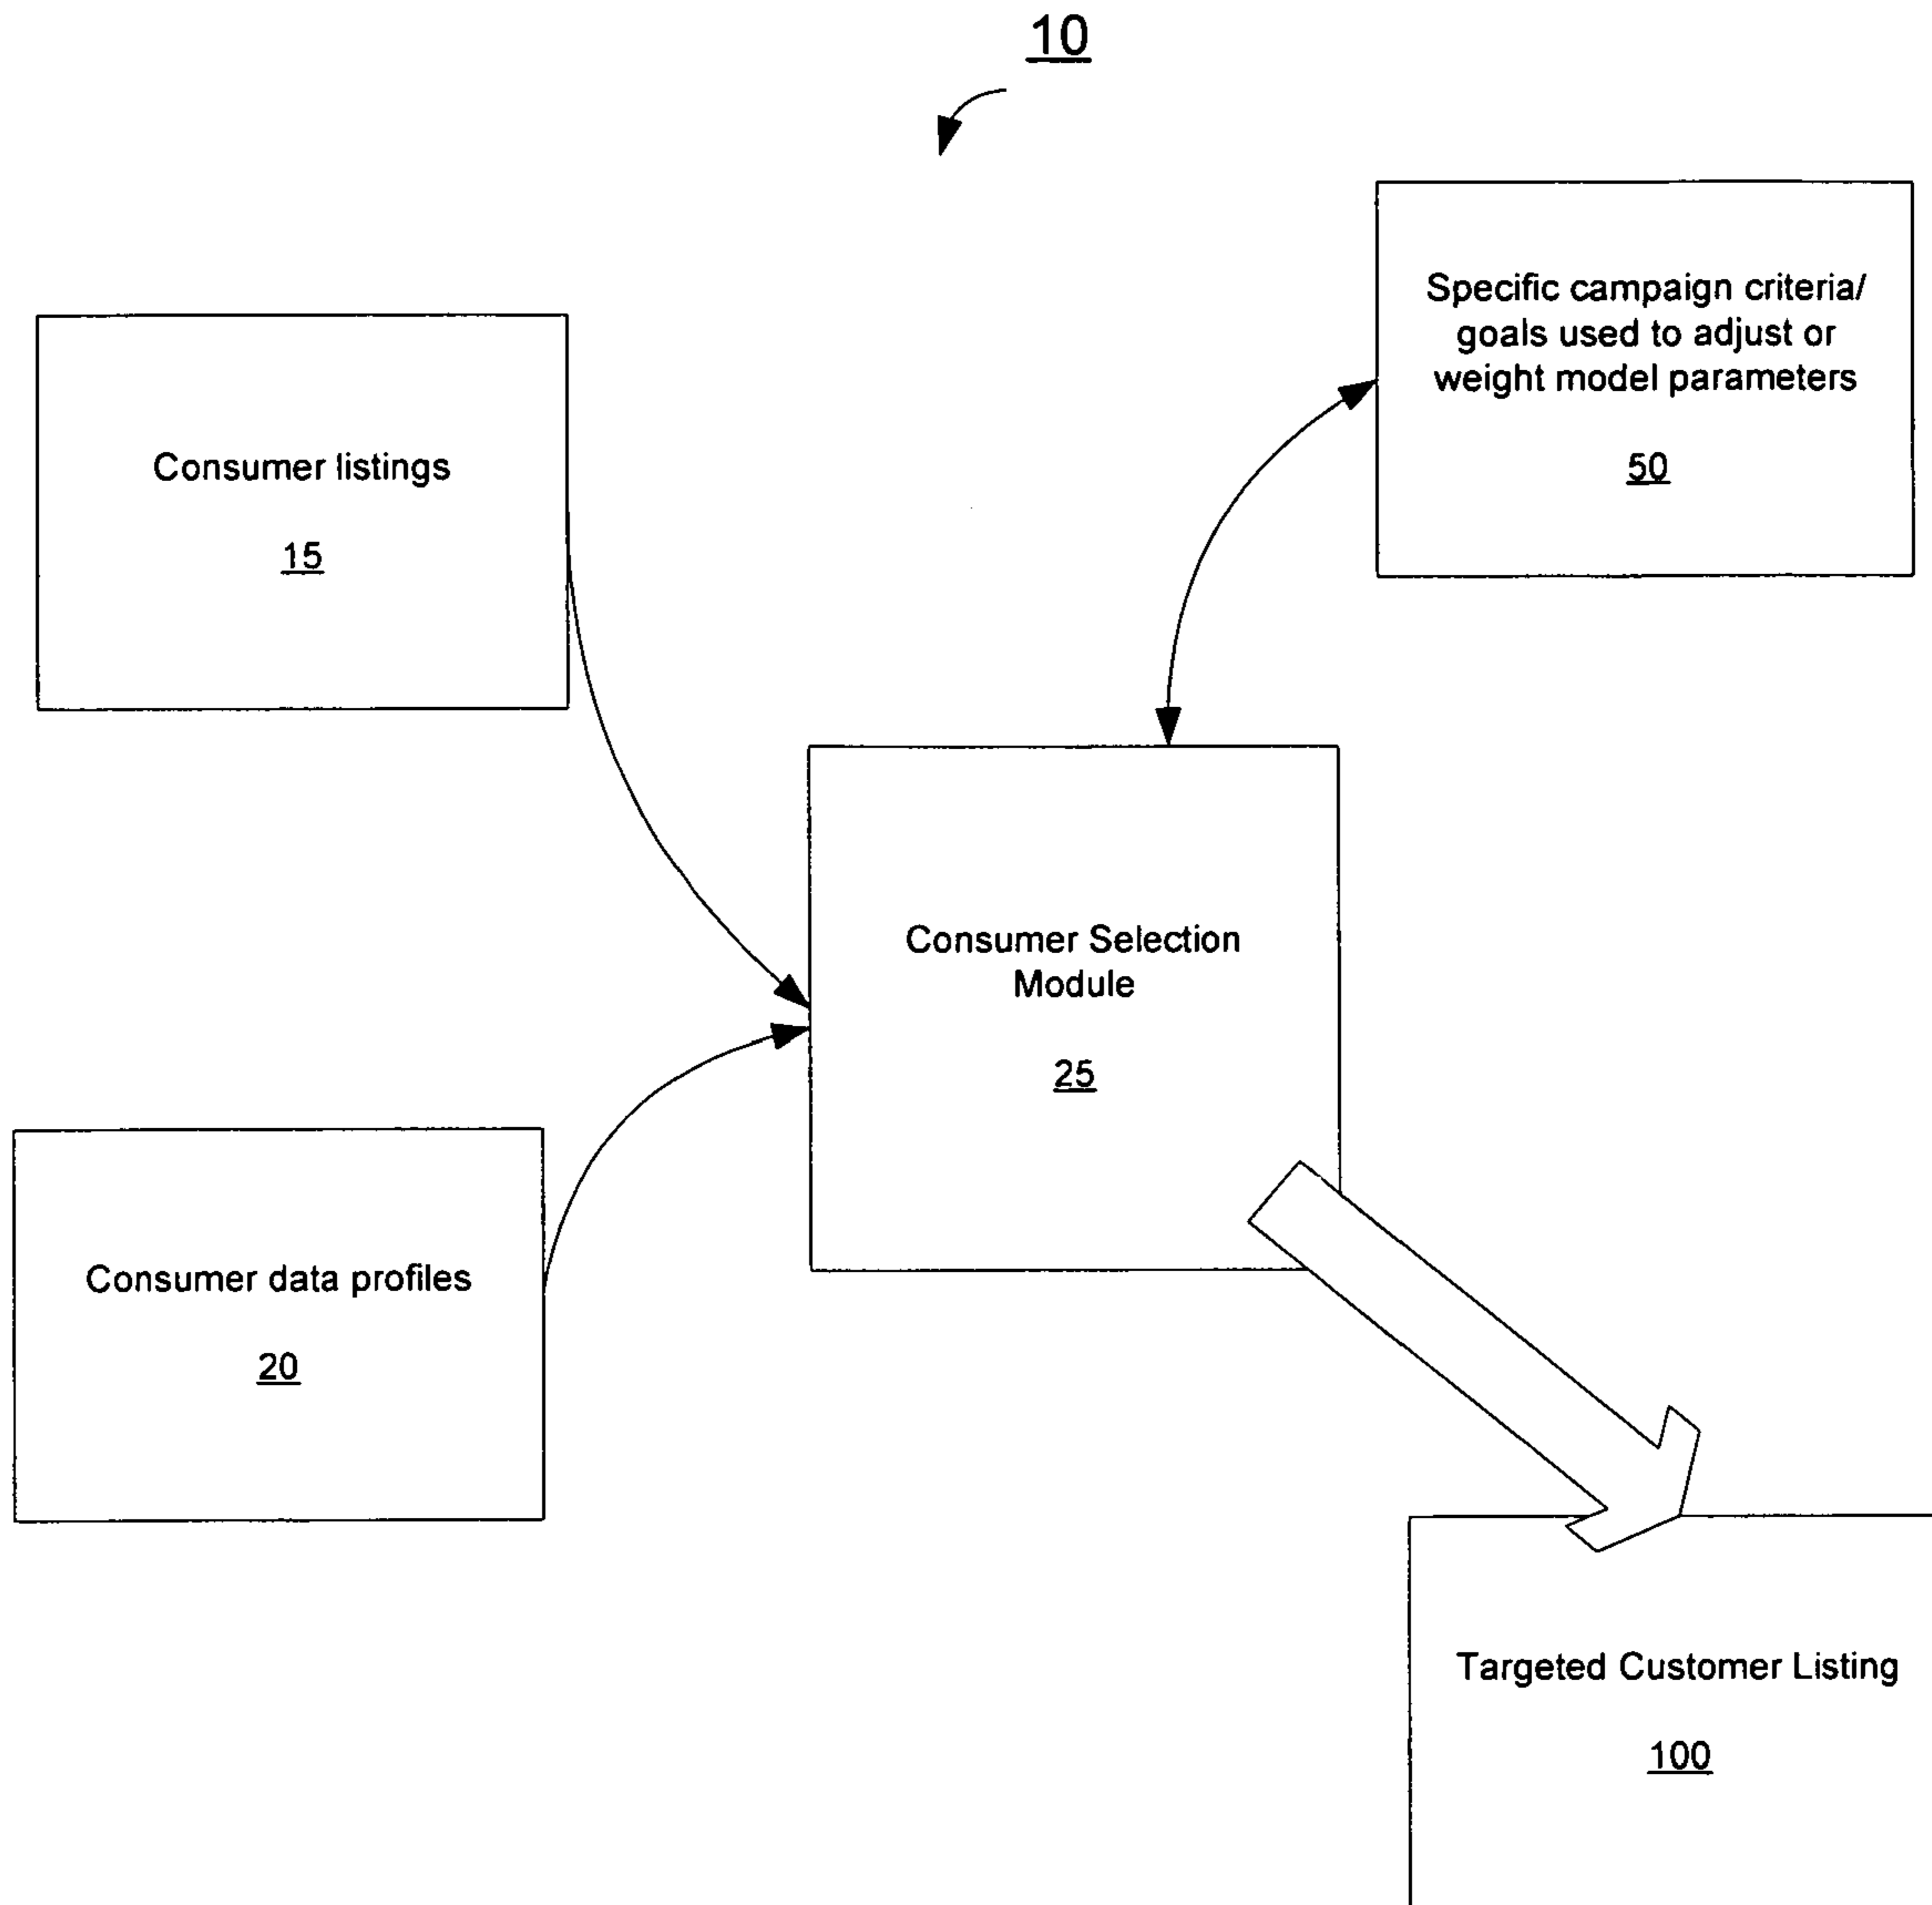 10
Specific campaign criteria/
goals used to adjust or
weight model parameters
50
Consumer listings
15
Consumer Selection
Module
25
Consumer data profiles
20
Targeted Customer Listing
100